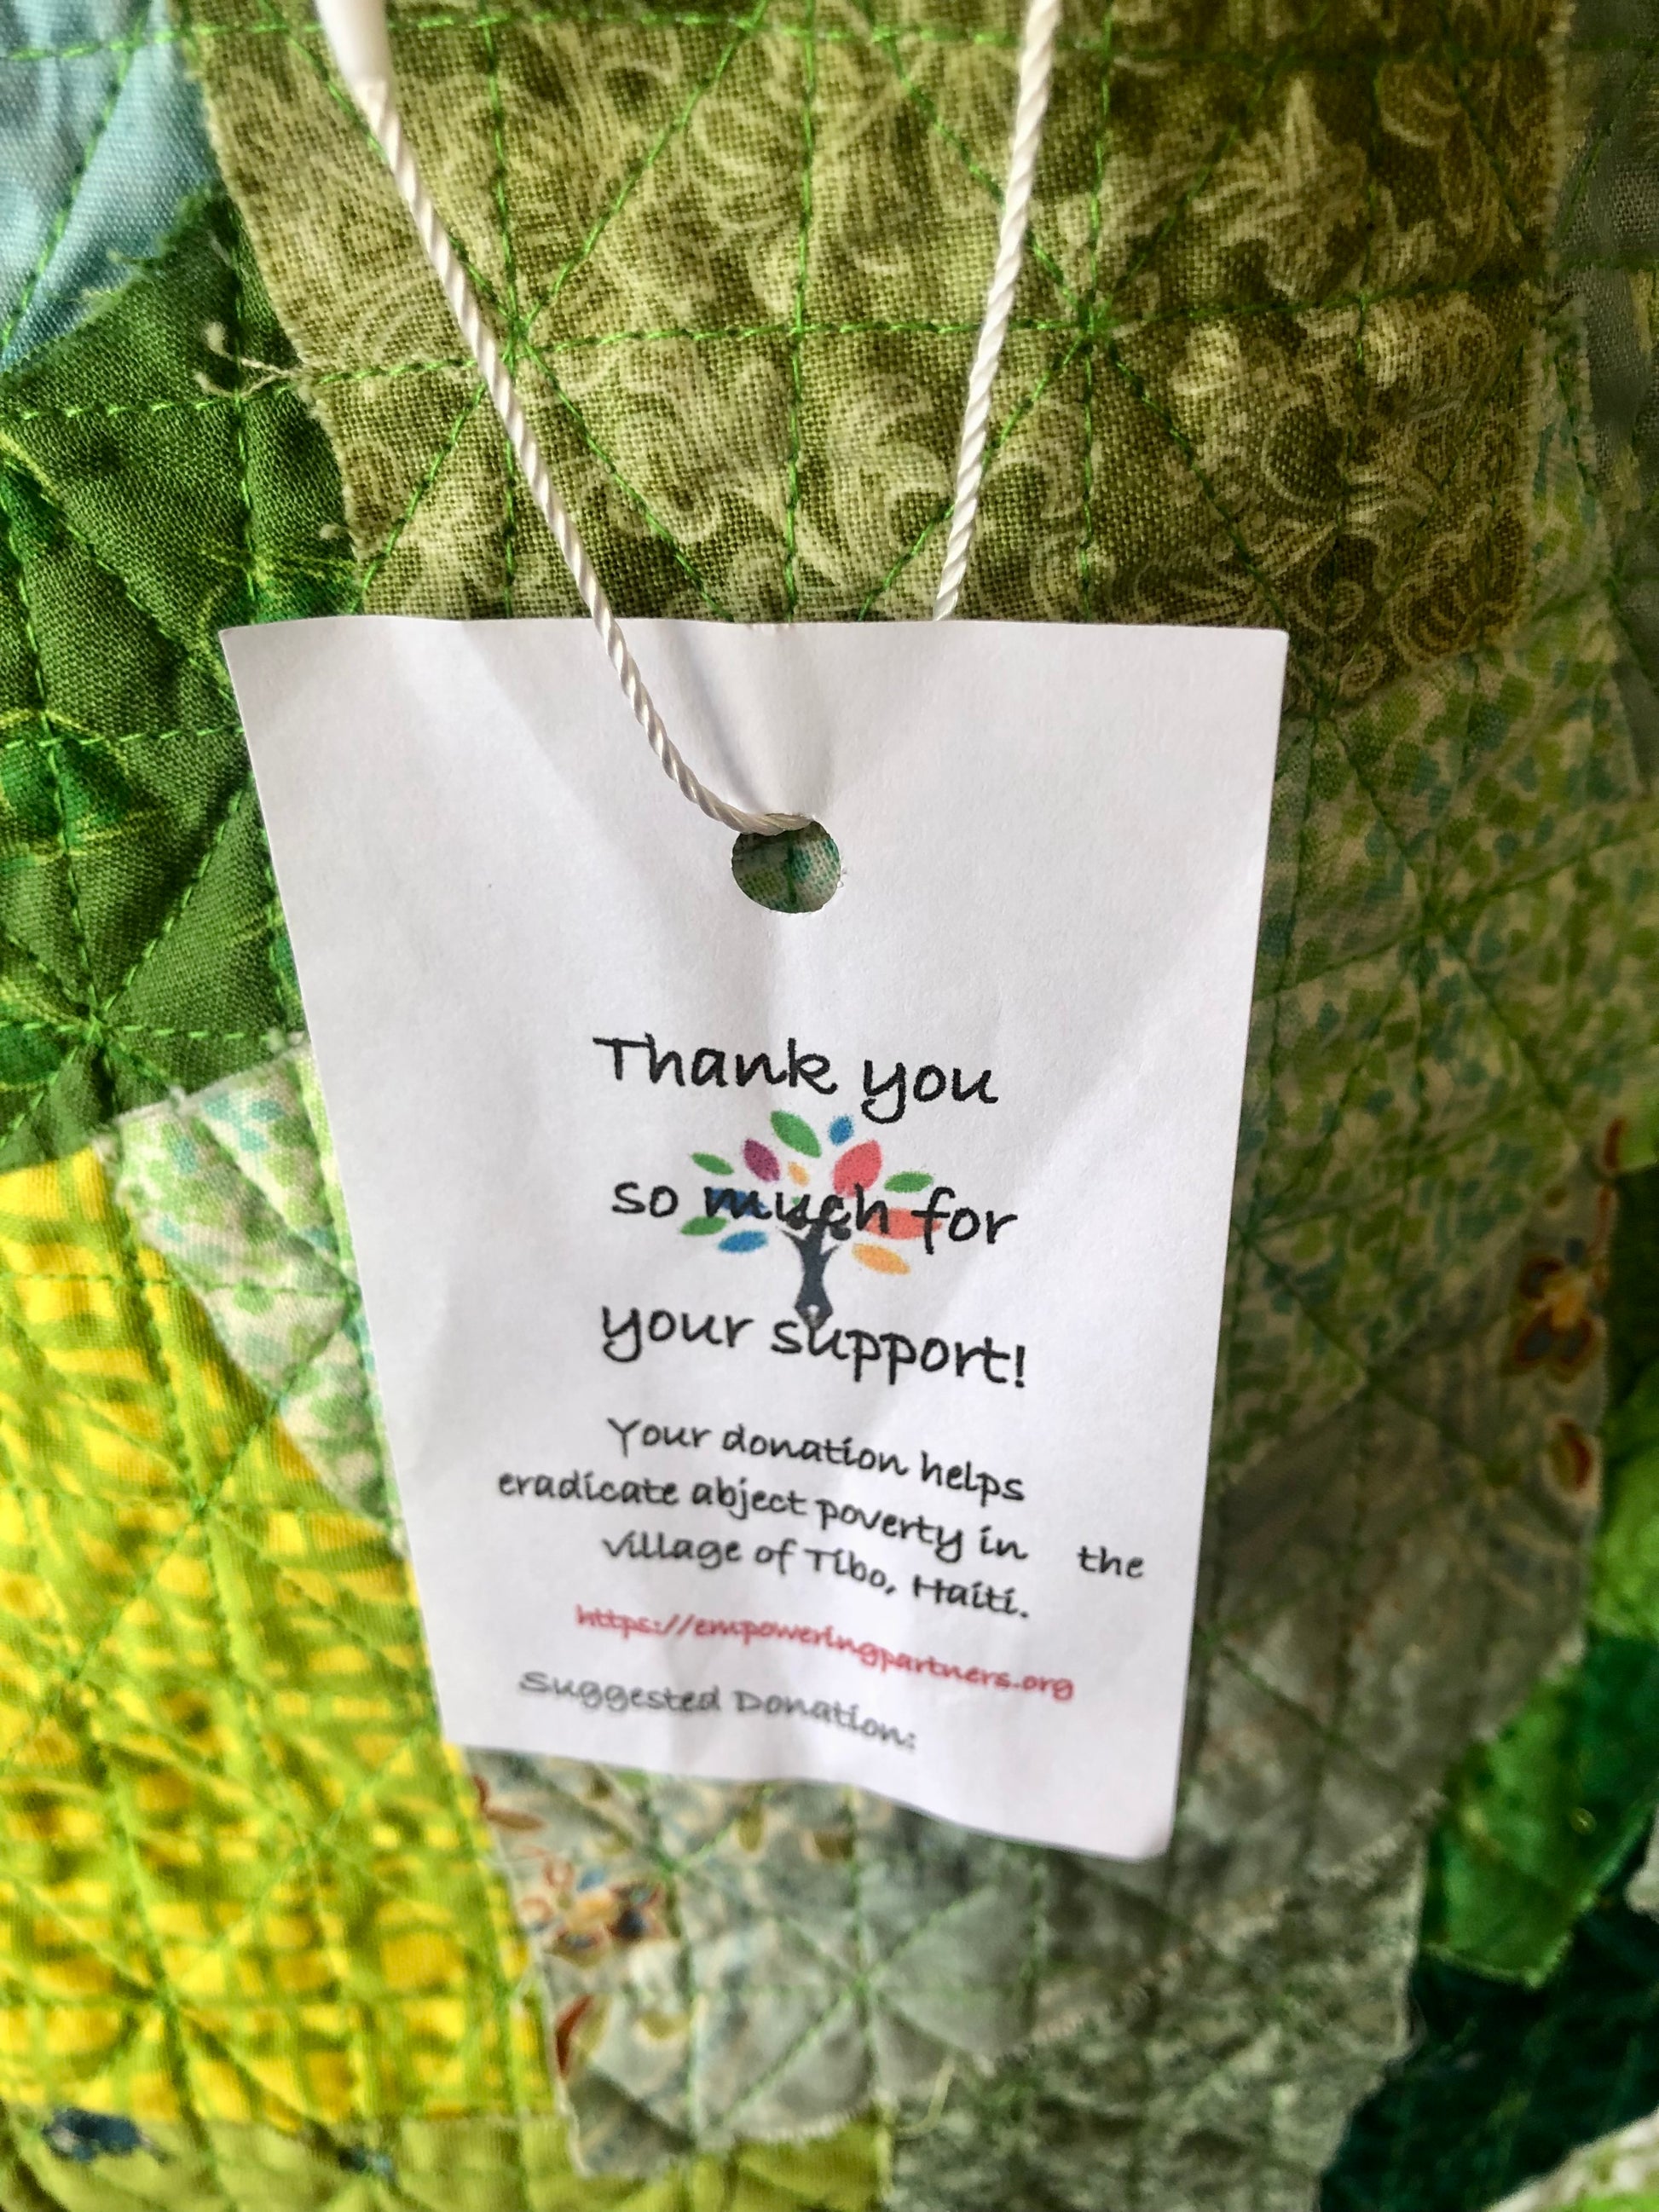 Thank you
so much for
your support!
Your donation helps
eradicate abject poverty in the
village of Tibo, Haiti.
https://empoweringpartners.org
Suggested Donation: